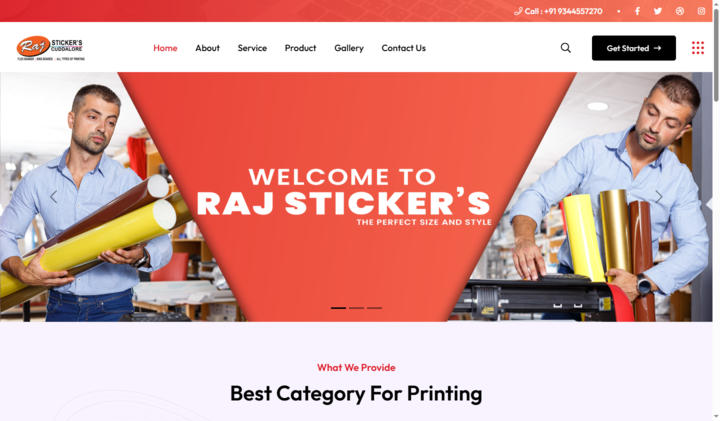 Call : +91 9344557270
Raj STICKER'S
CUDDALORE
FLEX BANNER - SIGN BOARDS - ALL TYPES OF PRINTING
Home About Service Product Gallery Contact Us
Get Started
WELCOME TO
RAJ STICKER'S
THE PERFECT SIZE AND STYLE
What We Provide
Best Category For Printing